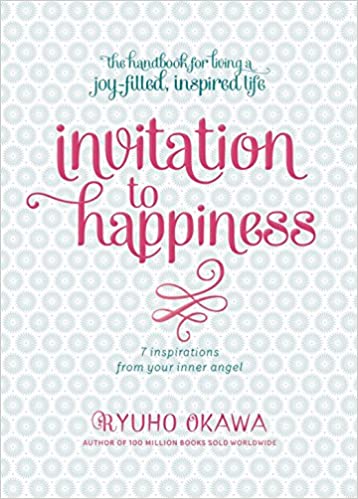 the handbook for living a
joy-filled, inspired life
invitation
to
happiness
7 inspirations
from your inner angel
RYUHO OKAWA
AUTHOR OF 100 MILLION BOOKS SOLD WORLDWIDE